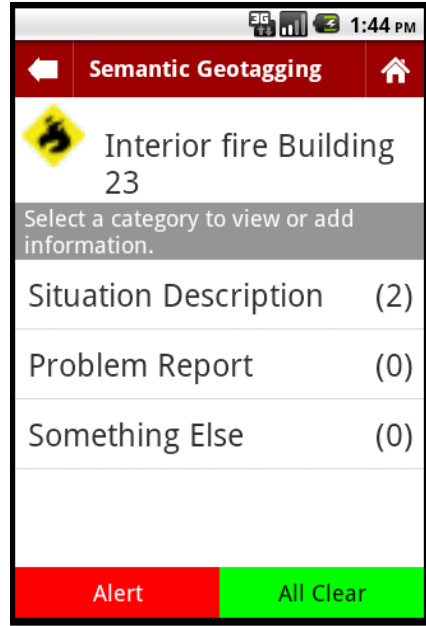 3G 1:44 PM
Semantic Geotagging
Interior fire Building
23
Select a category to view or add
information.
Situation Description (2)
Problem Report (0)
Something Else (0)
Alert All Clear